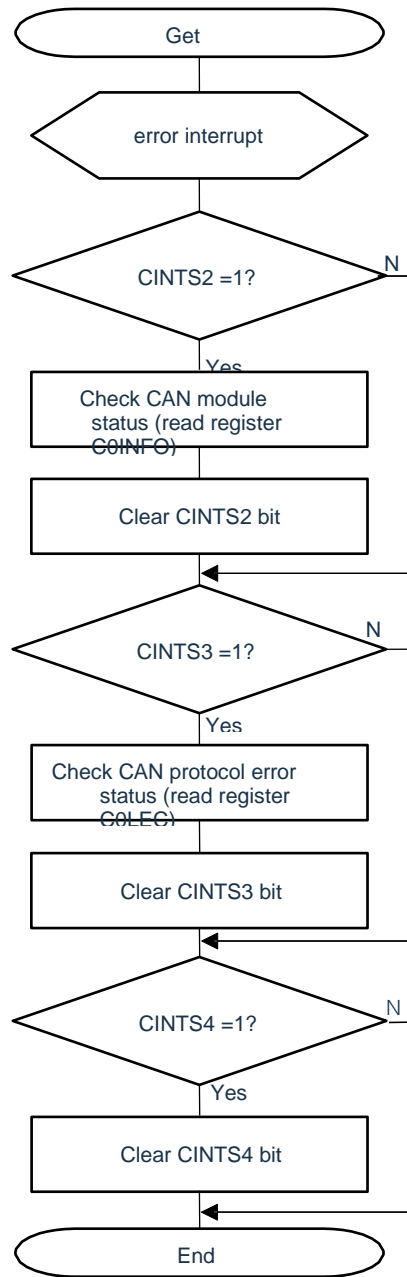 Get
error interrupt
CINTS2 =1?
N
Yes
Check CAN module
status (read register
C0INFO)
Clear CINTS2 bit
CINTS3 =1?
N
Yes
Check CAN protocol error
status (read register
C0LEC)
Clear CINTS3 bit
CINTS4 =1?
N
Yes
Clear CINTS4 bit
End